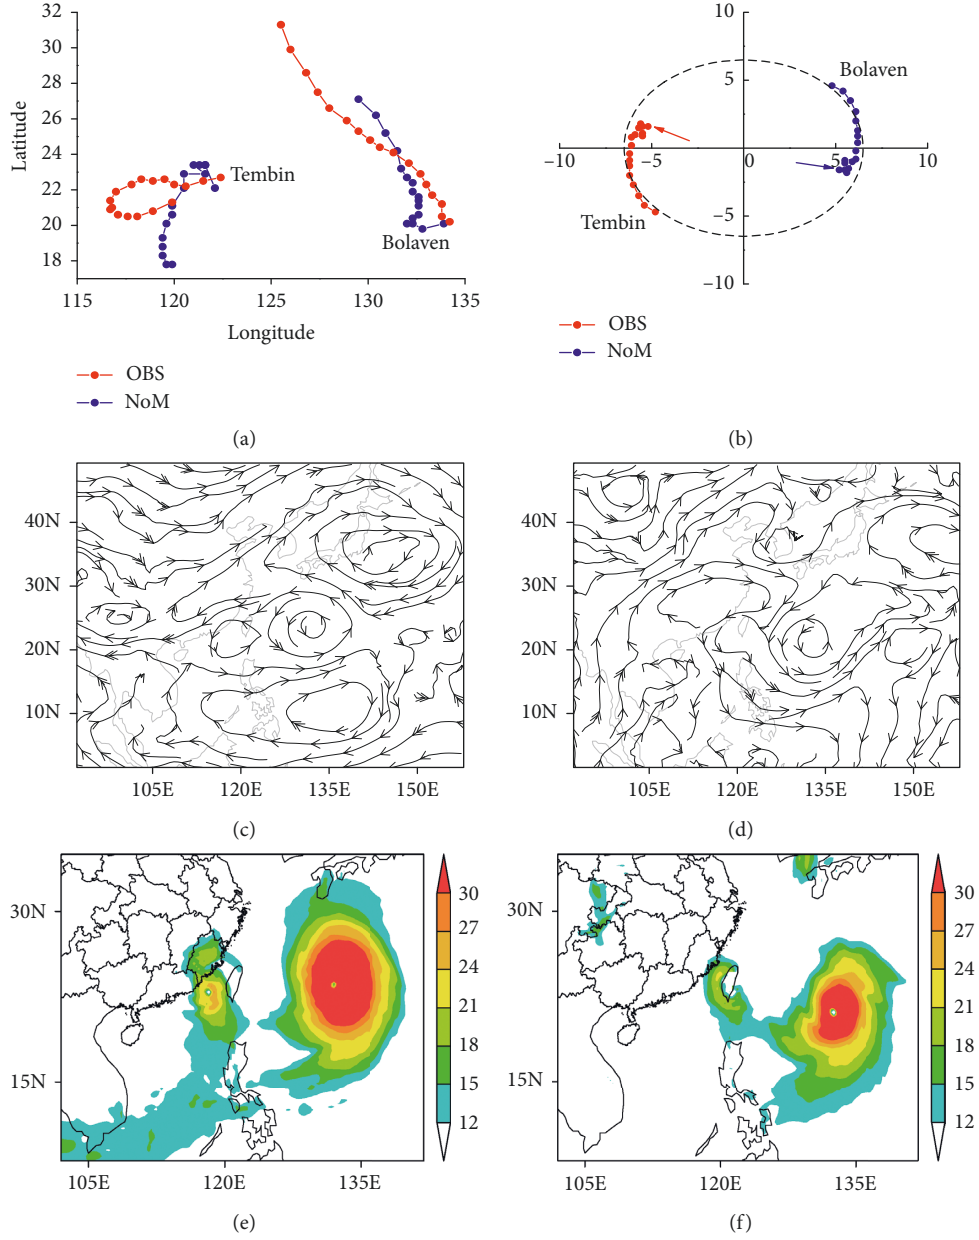 32
30
28
26
24
22
20
18
Latitude
Tembin
Bolaven
115 120 125 130 135
Longitude
OBS
NoM
(a)
10
5
−5
−10
−10 −5 0 5 10
Bolaven
Tembin
OBS
NoM
(b)
40N
30N
20N
10N
105E 120E 135E 150E
(c)
40N
30N
20N
10N
105E 120E 135E 150E
(d)
30N
15N
105E 120E 135E
30
27
24
21
18
15
12
(e)
30N
15N
105E 120E 135E
30
27
24
21
18
15
12
(f)